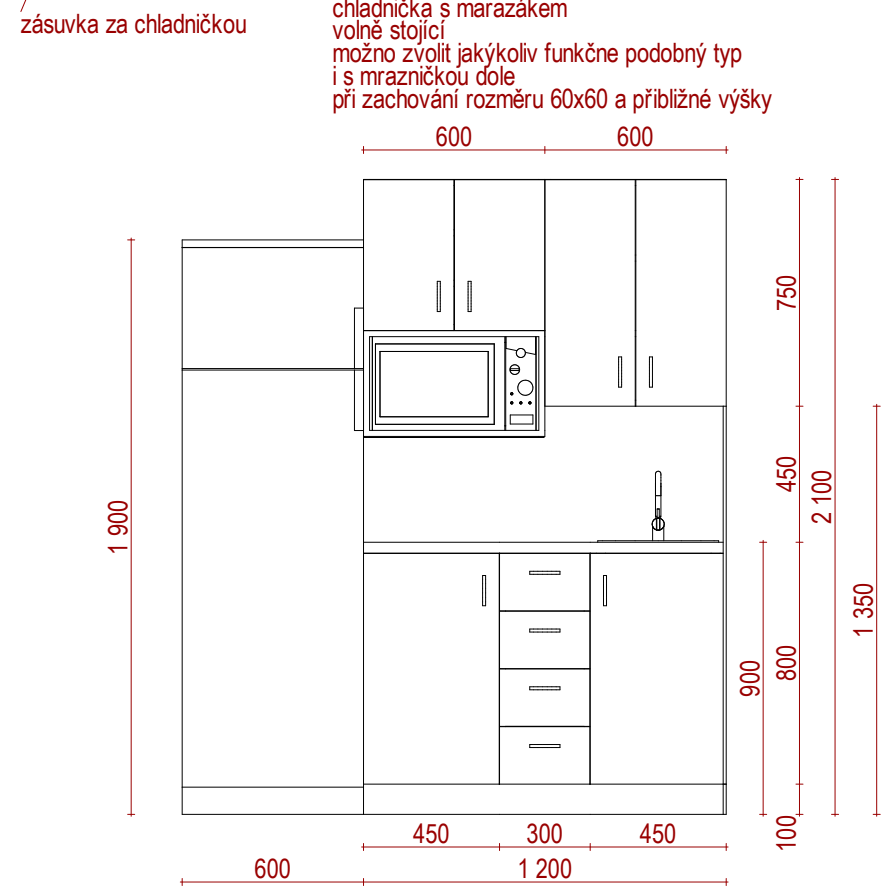 zásuvka za chladničkou
chladnička s marazákem
volně stojící
možno zvolit jakýkoliv funkčne podobný typ
i s mrazničkou dole
při zachování rozměru 60x60 a přibližné výšky
600
600
750
450
2 100
1 900
1 350
900
800
100
450
300
450
600
1 200